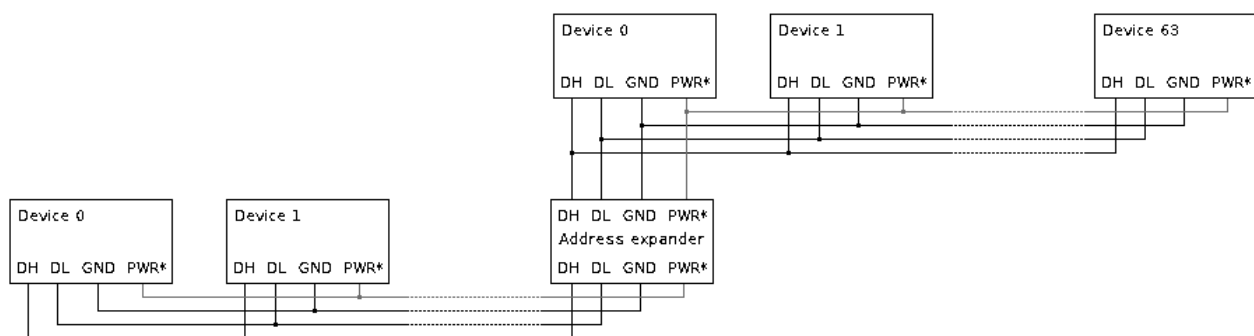 Device 0
Device 1
Device 63
DH DL GND PWR*
DH DL GND PWR*
DH DL GND PWR*
Device 0
Device 1
DH DL GND PWR*
Address expander
DH DL GND PWR*
DH DL GND PWR*
DH DL GND PWR*